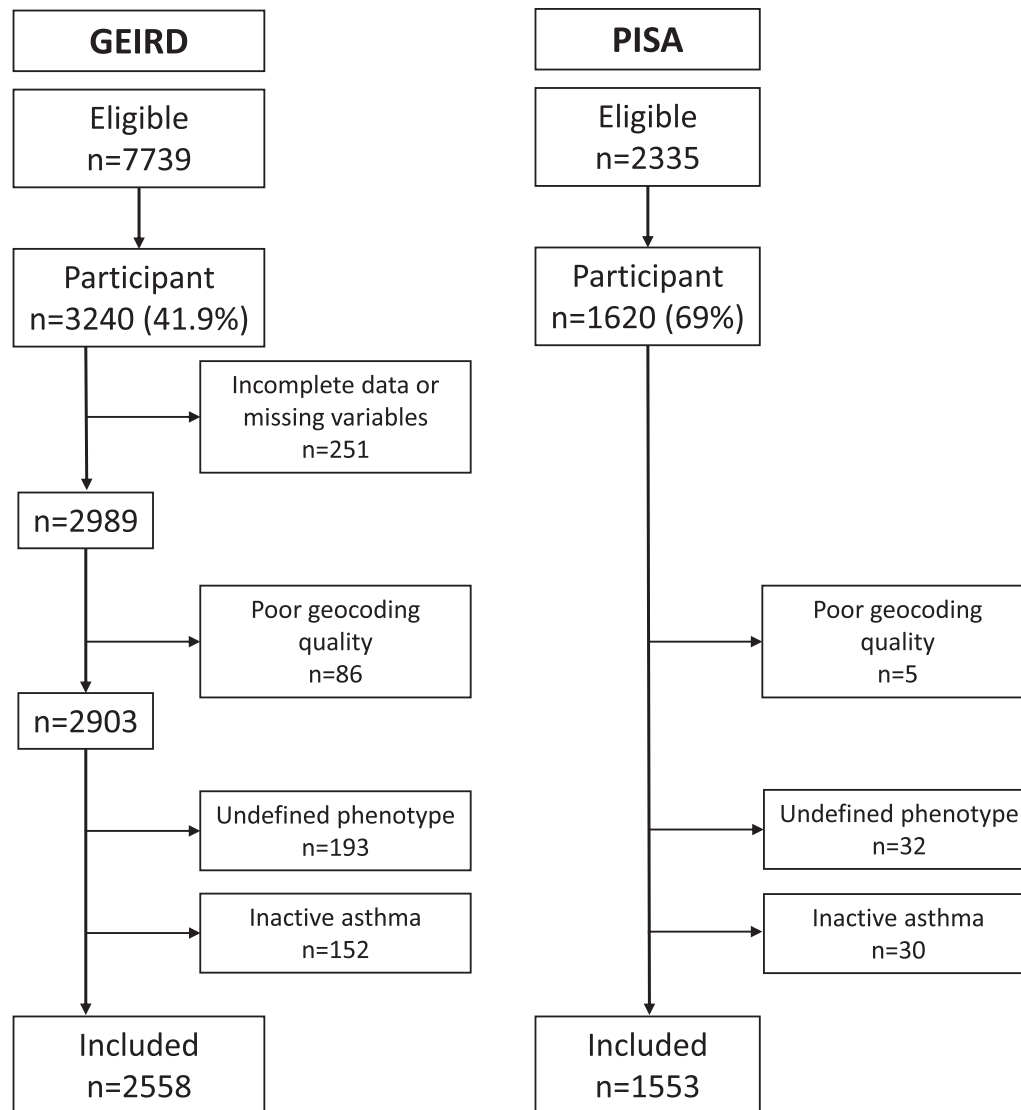 GEIRD
Eligible
n=7739
Participant
n=3240 (41.9%)
Incomplete data or
missing variables
n=251
n=2989
Poor geocoding
quality
n=86
n=2903
Undefined phenotype
n=193
Inactive asthma
n=152
Included
n=2558
PISA
Eligible
n=2335
Participant
n=1620 (69%)
Poor geocoding
quality
n=5
Undefined phenotype
n=32
Inactive asthma
n=30
Included
n=1553